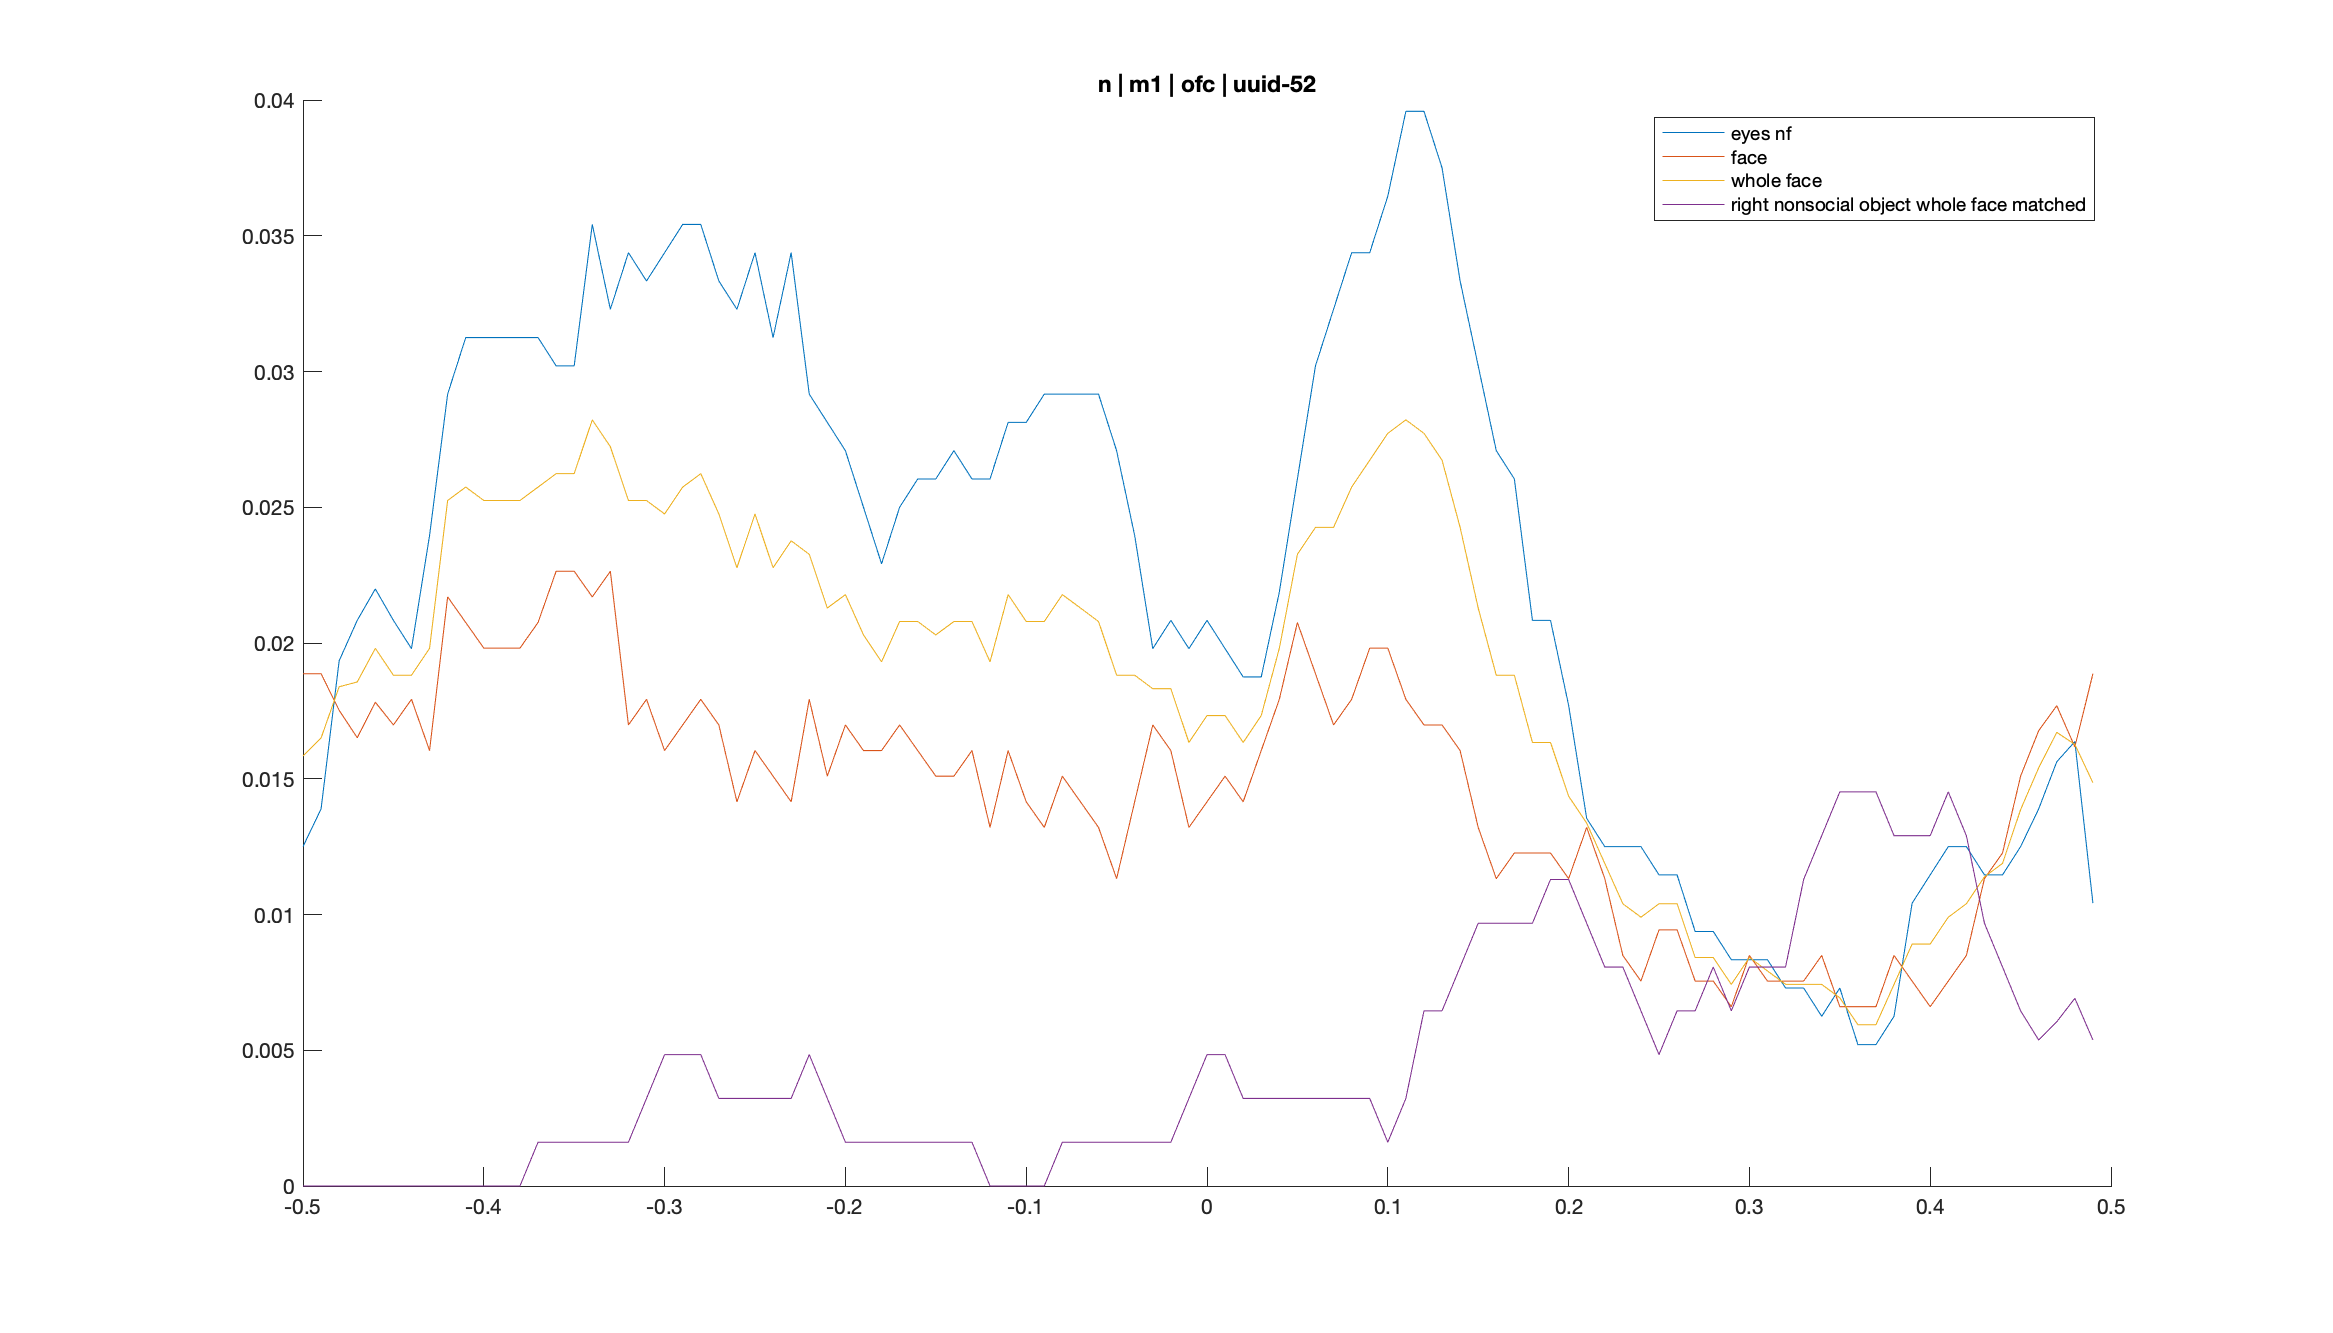 n | m1 | ofc | uuid-52
0.04
0.035
0.03
0.025
0.02
0.015
0.01
0.005
0
-0.5 -0.4 -0.3 -0.2 -0.1 0 0.1 0.2 0.3 0.4 0.5
eyes nf
face
whole face
right nonsocial object whole face matched